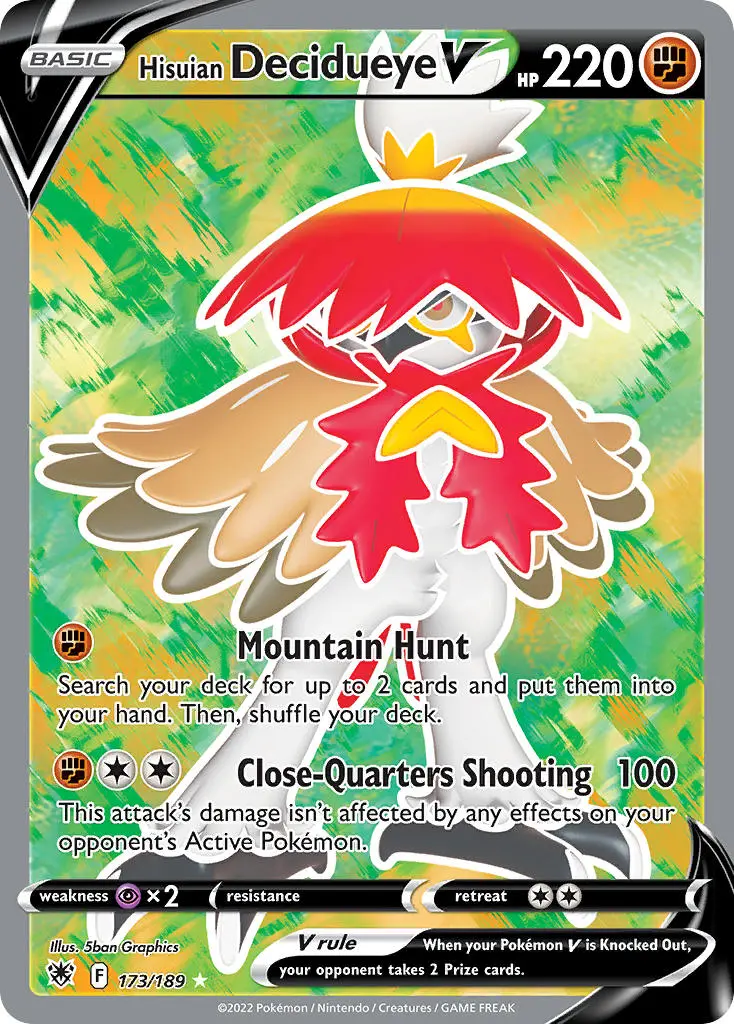 BASIC
Hisuian Decidueye V HP 220
Mountain Hunt
Search your deck for up to 2 cards and put them into
your hand. Then, shuffle your deck.
Close-Quarters Shooting 100
This attack's damage isn't affected by any effects on your
opponent's Active Pokémon.
weakness ×2 resistance retreat
Illus. 5ban Graphics
V rule When your Pokémon V is Knocked Out,
your opponent takes 2 Prize cards.
F 173/189
©2022 Pokémon / Nintendo / Creatures / GAME FREAK